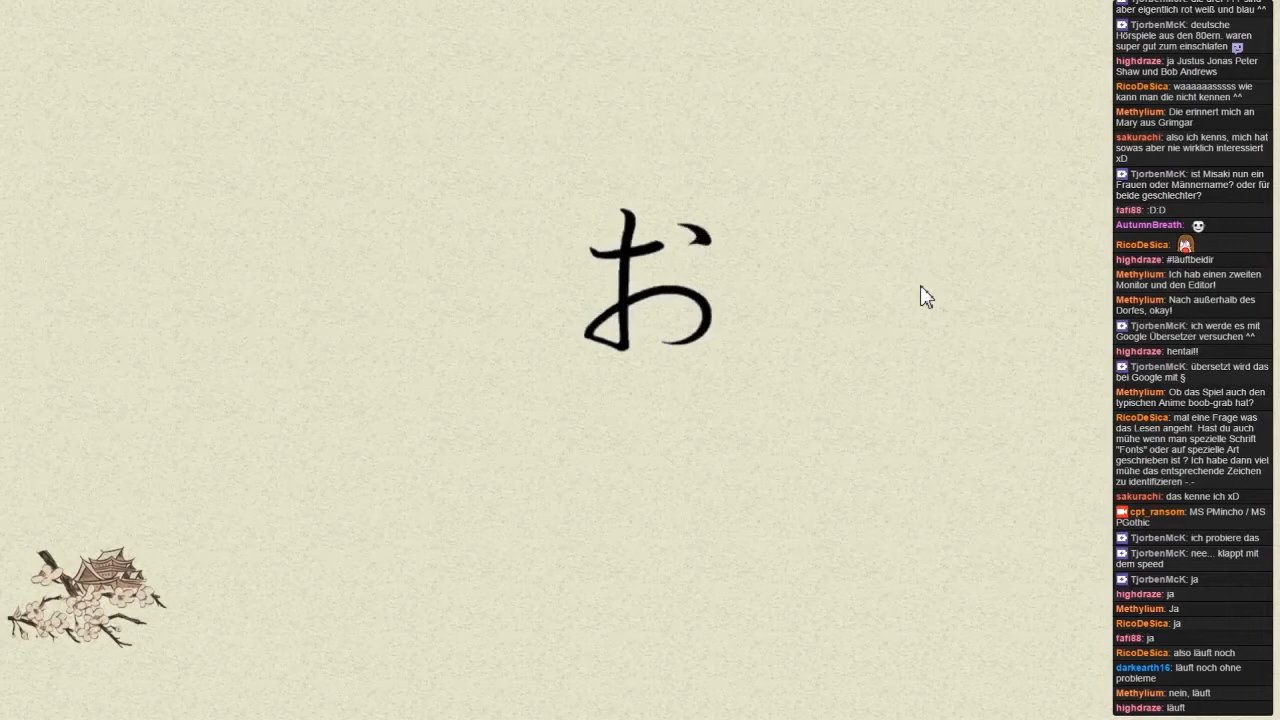 お
aber eigentlich rot weiß und blau ^^
TjorbenMcK: deutsche
Hörspiele aus den 80ern. waren
super gut zum einschlafen
highdraze: ja Justus Jonas Peter
Shaw und Bob Andrews
RicoDeSica: waaaaaasssss wie
kann man die nicht kennen ^^
Methylium: Die erinnert mich an
Mary aus Grimgar
sakurachi: also ich kenns, mich hat
sowas aber nie wirklich interessiert
xD
TjorbenMcK: ist Misaki nun ein
Frauen oder Männername? oder für
beide geschlechter?
fafi88: :D:D
AutumnBreath:
RicoDeSica:
highdraze: #läuftbeidir
Methylium: Ich hab einen zweiten
Monitor und den Editor!
Methylium: Nach außerhalb des
Dorfes, okay!
TjorbenMcK: ich werde es mit
Google Übersetzer versuchen ^^
highdraze: hentai!!
TjorbenMcK: übersetzt wird das
bei Google mit §
Methylium: Ob das Spiel auch den
typischen Anime boob-grab hat?
RicoDeSica: mal eine Frage was
das Lesen angeht. Hast du auch
mühe wenn man spezielle Schrift
"Fonts" oder auf spezielle Art
geschrieben ist ? Ich habe dann viel
mühe das entsprechende Zeichen
zu identifizieren -.-
sakurachi: das kenne ich xD
cpt_ransom: MS PMincho / MS
PGothic
TjorbenMcK: ich probiere das
TjorbenMcK: nee... klappt mit
dem speed
TjorbenMcK: ja
highdraze: ja
Methylium: Ja
RicoDeSica: ja
fafi88: ja
RicoDeSica: also läuft noch
darkearth16: läuft noch ohne
probleme
Methylium: nein, läuft
highdraze: läuft